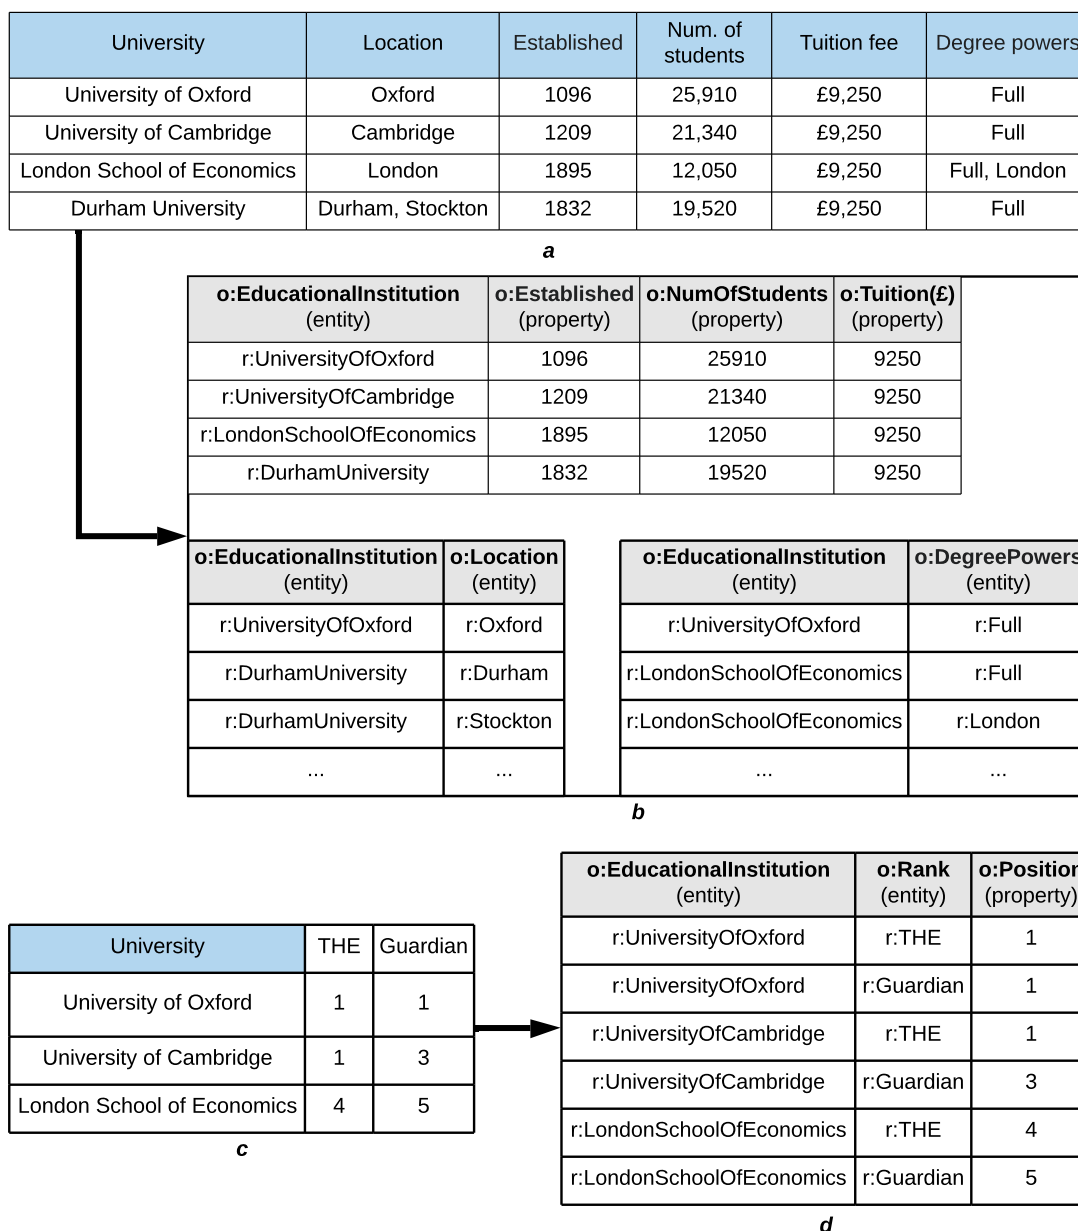 University Location Established Num. of students Tuition fee Degree powers
University of Oxford Oxford 1096 25,910 £9,250 Full
University of Cambridge Cambridge 1209 21,340 £9,250 Full
London School of Economics London 1895 12,050 £9,250 Full, London
Durham University Durham, Stockton 1832 19,520 £9,250 Full
a
o:EducationalInstitution o:Established o:NumOfStudents o:Tuition(£)
(entity) (property) (property) (property)
r:UniversityOfOxford 1096 25910 9250
r:UniversityOfCambridge 1209 21340 9250
r:LondonSchoolOfEconomics 1895 12050 9250
r:DurhamUniversity 1832 19520 9250
o:EducationalInstitution o:Location
(entity) (entity)
r:UniversityOfOxford r:Oxford
r:DurhamUniversity r:Durham
r:DurhamUniversity r:Stockton
... ...
o:EducationalInstitution o:DegreePowers
(entity) (entity)
r:UniversityOfOxford r:Full
r:LondonSchoolOfEconomics r:Full
r:LondonSchoolOfEconomics r:London
... ...
b
University THE Guardian
University of Oxford 1 1
University of Cambridge 1 3
London School of Economics 4 5
c
o:EducationalInstitution o:Rank o:Position
(entity) (entity) (property)
r:UniversityOfOxford r:THE 1
r:UniversityOfOxford r:Guardian 1
r:UniversityOfCambridge r:THE 1
r:UniversityOfCambridge r:Guardian 3
r:LondonSchoolOfEconomics r:THE 4
r:LondonSchoolOfEconomics r:Guardian 5
d